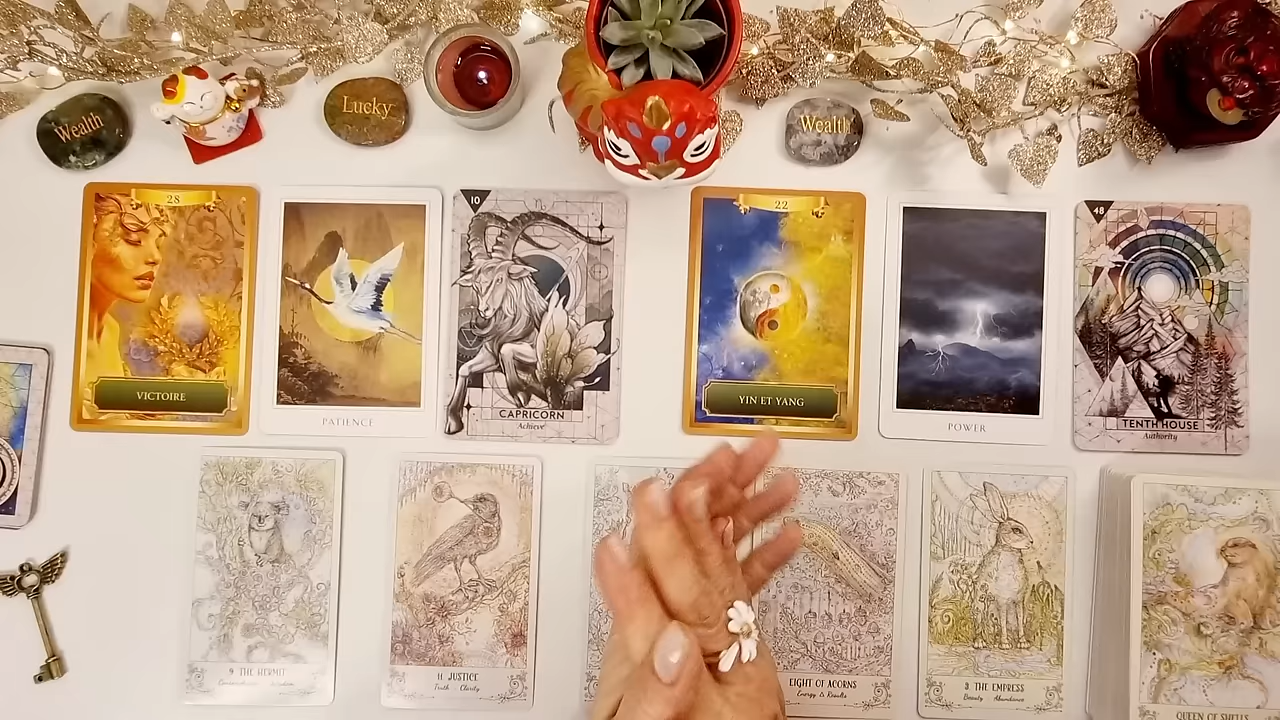 Wealth
Lucky
Wealth
28
VICTOIRE
PATIENCE
10
CAPRICORN
Achieve
22
YIN ET YANG
POWER
48
TENTH HOUSE
Authority
9 THE HERMIT
Wisdom
11 JUSTICE
Truth Clarity
EIGHT OF ACORNS
Energy & Results
3 THE EMPRESS
Beauty Abundance
QUEEN OF SHELLS